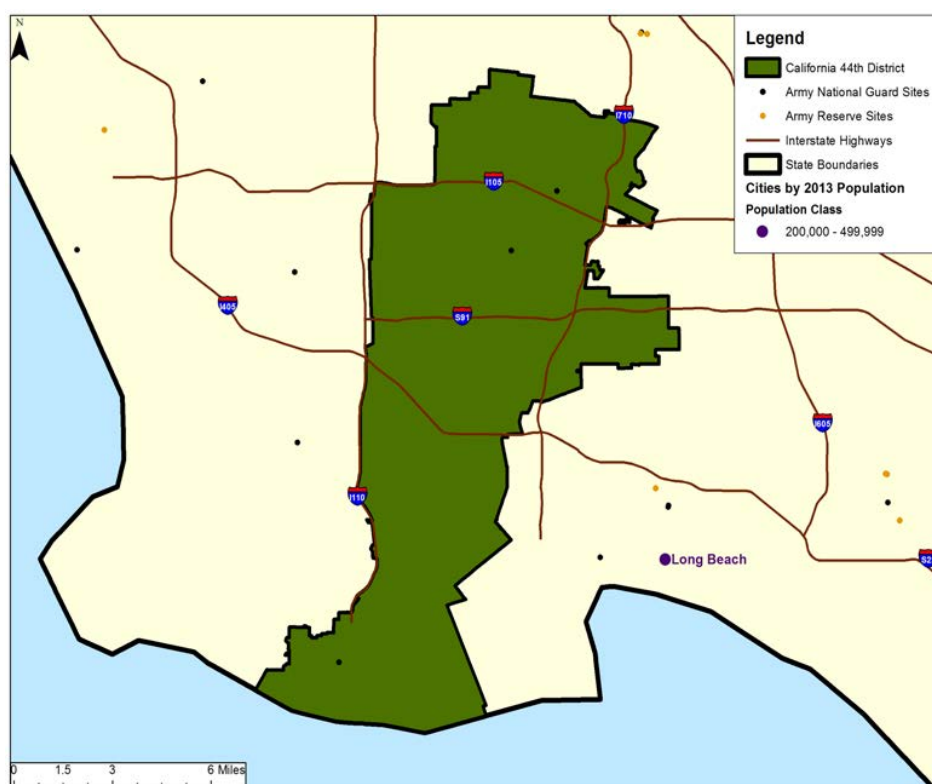 N
Legend
California 44th District
Army National Guard Sites
Army Reserve Sites
Interstate Highways
State Boundaries
Cities by 2013 Population
Population Class
200,000 - 499,999
I710
I105
I405
S91
I605
I110
S2
Long Beach
0 1.5 3 6 Miles